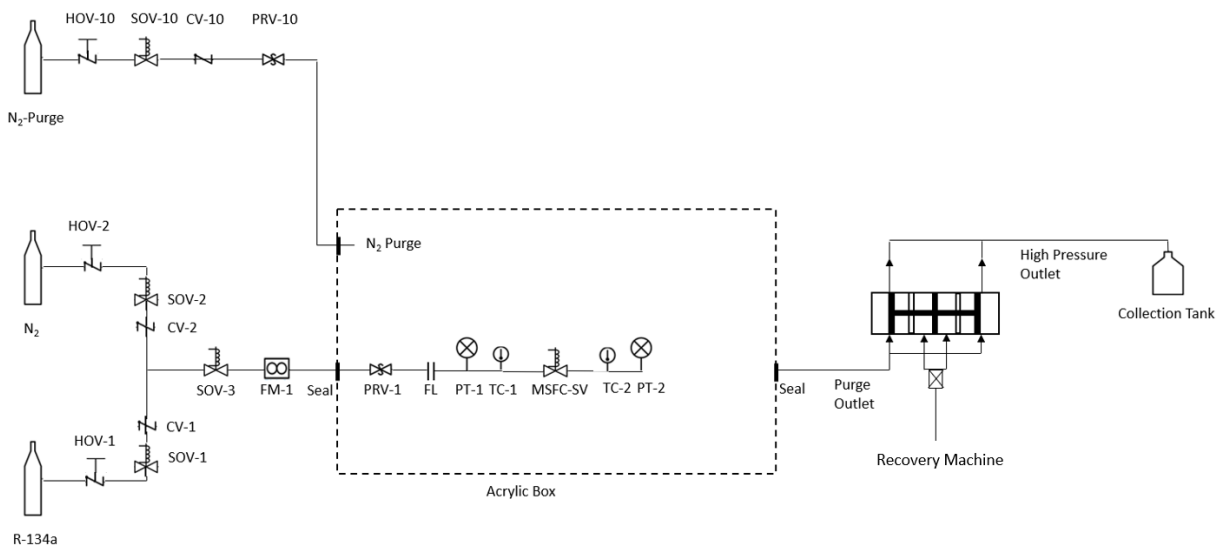 HOV-10 SOV-10 CV-10 PRV-10
N₂-Purge
HOV-2
N₂ Purge
SOV-2
N₂
CV-2
High Pressure
Outlet
Collection Tank
SOV-3 FM-1 Seal PRV-1 FL PT-1 TC-1 MSFC-SV TC-2 PT-2 Seal
Purge
Outlet
CV-1
HOV-1
SOV-1
Recovery Machine
Acrylic Box
R-134a